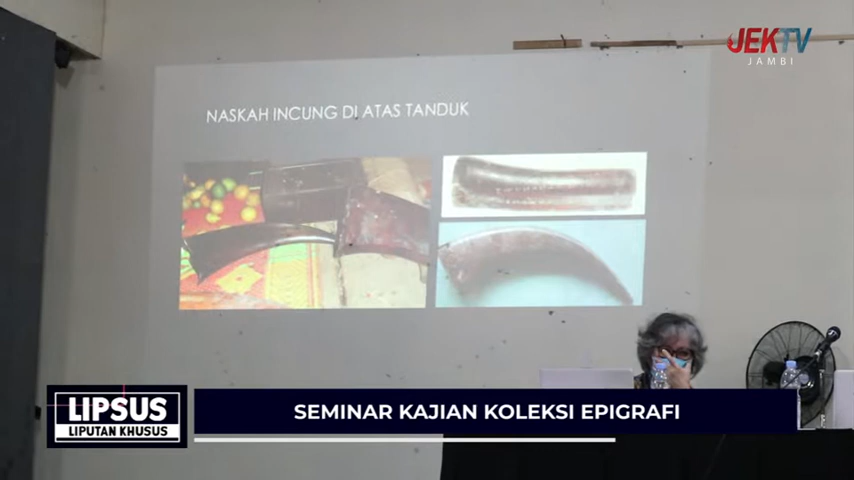 JEKTV
JAMBI
NASKAH INCUNG DI ATAS TANDUK
LIPSUS
LIPUTAN KHUSUS
SEMINAR KAJIAN KOLEKSI EPIGRAFI